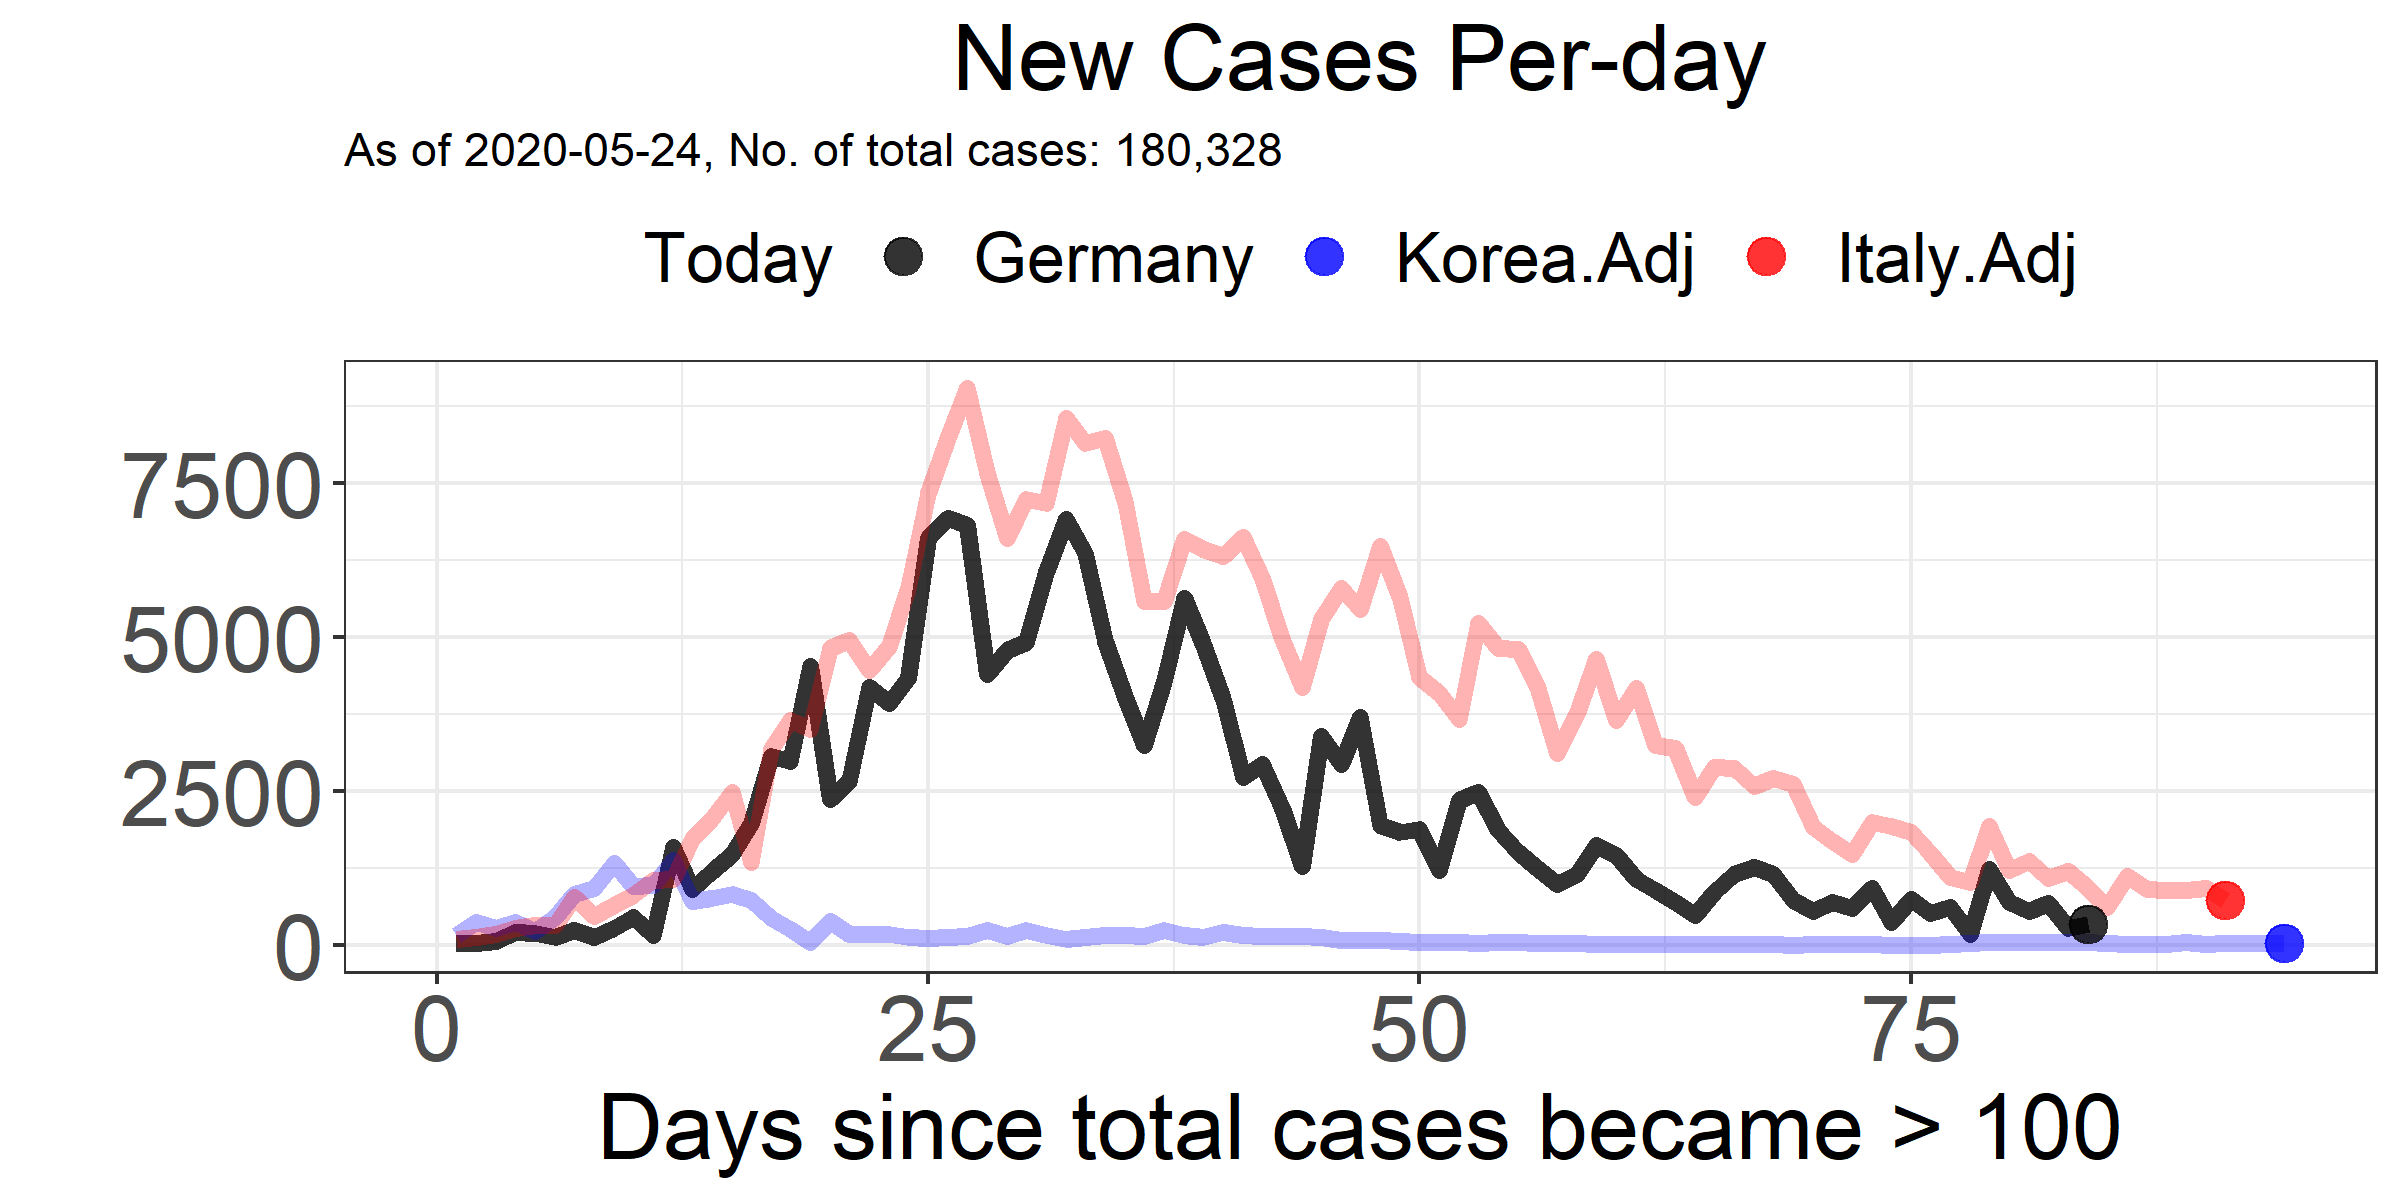 New Cases Per-day
As of 2020-05-24, No. of total cases: 180,328
Today Germany Korea.Adj Italy.Adj
7500
5000
2500
0
0 25 50 75
Days since total cases became > 100